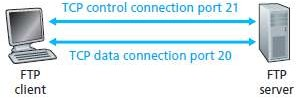 TCP control connection port 21
TCP data connection port 20
FTP
client
FTP
server